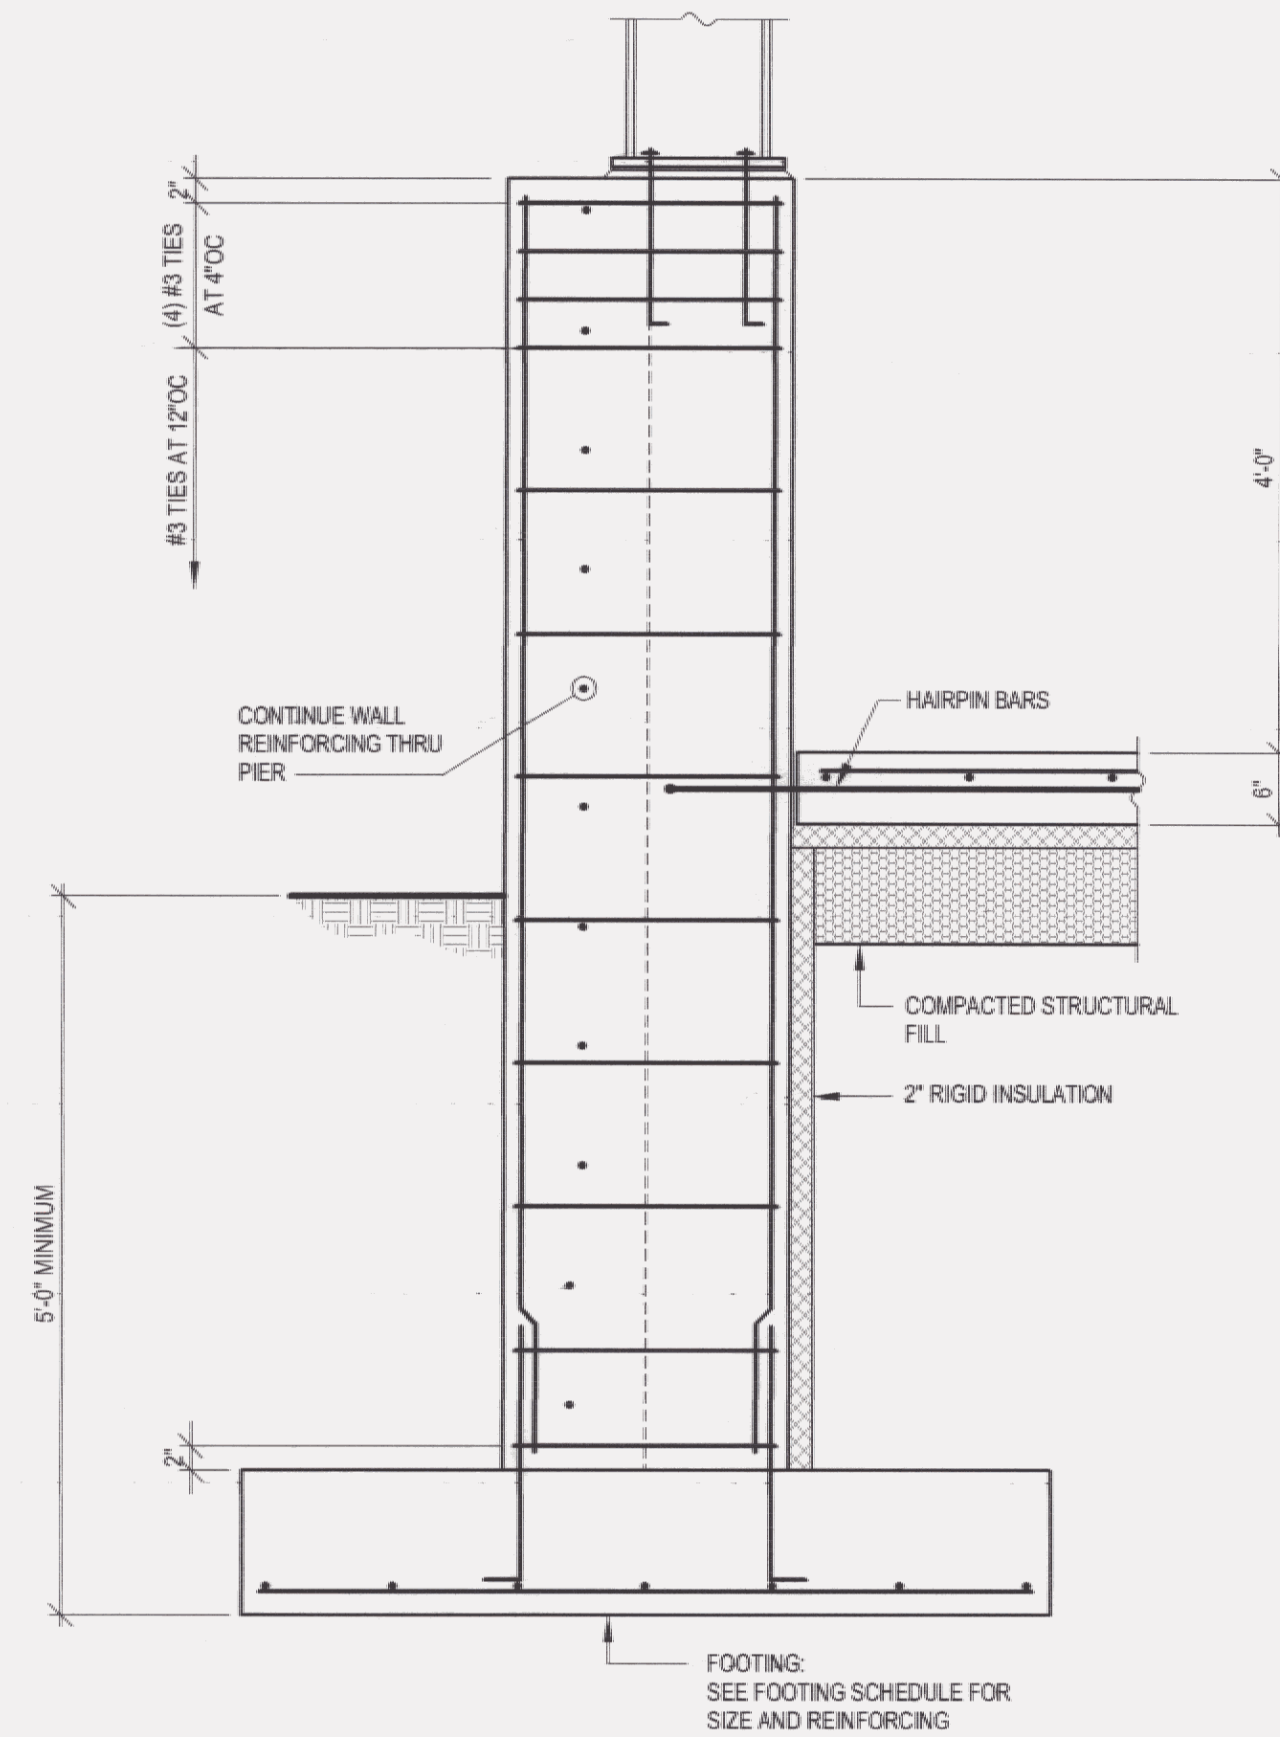 2"
(4) #3 TIES
AT 4"OC
#3 TIES AT 12"OC
4'-0"
CONTINUE WALL
REINFORCING THRU
PIER
HAIRPIN BARS
6"
COMPACTED STRUCTURAL
FILL
2" RIGID INSULATION
5'-0" MINIMUM
2"
FOOTING:
SEE FOOTING SCHEDULE FOR
SIZE AND REINFORCING